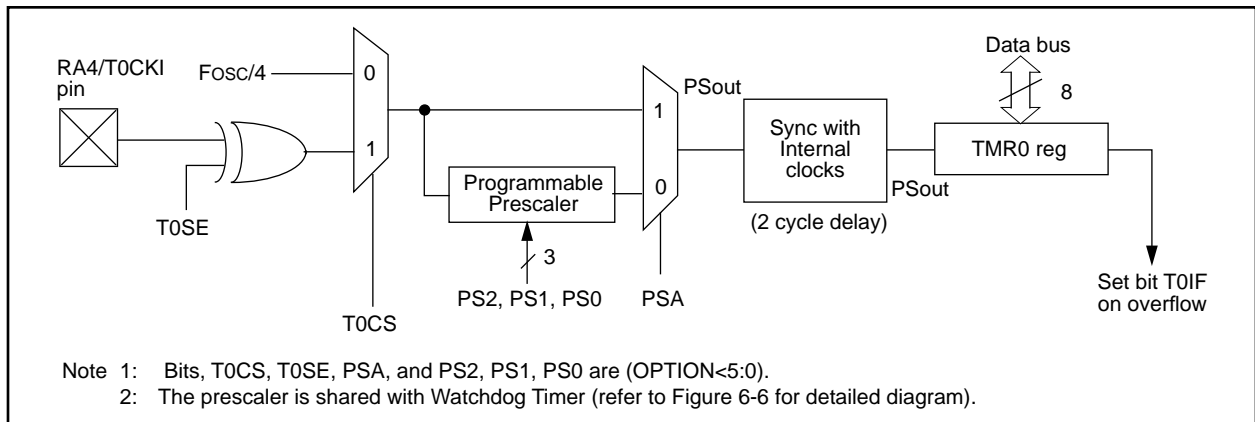 Data bus
8
RA4/T0CKI
pin
FOSC/4
0
1
T0SE
T0CS
Programmable
Prescaler
3
PS2, PS1, PS0
1
0
PSA
PSout
Sync with
Internal
clocks
(2 cycle delay)
PSout
TMR0 reg
Set bit T0IF
on overflow
Note 1: Bits, T0CS, T0SE, PSA, and PS2, PS1, PS0 are (OPTION<5:0).
2: The prescaler is shared with Watchdog Timer (refer to Figure 6-6 for detailed diagram).